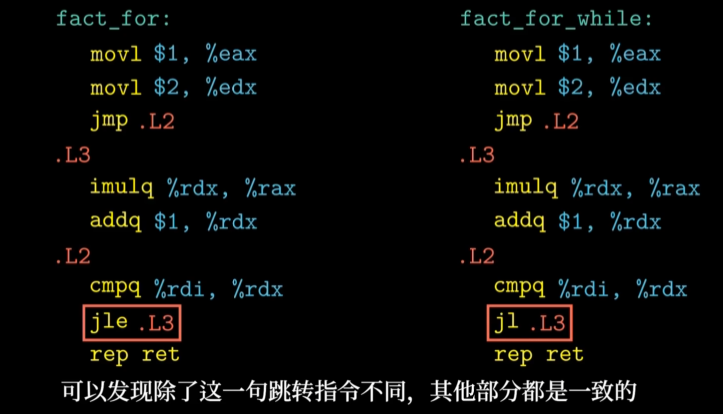 fact_for:
movl $1, %eax
movl $2, %edx
jmp .L2
.L3
imulq %rdx, %rax
addq $1, %rdx
.L2
cmpq %rdi, %rdx
jle .L3
rep ret
fact_for_while:
movl $1, %eax
movl $2, %edx
jmp .L2
.L3
imulq %rdx, %rax
addq $1, %rdx
.L2
cmpq %rdi, %rdx
jl .L3
rep ret
可以发现除了这一句跳转指令不同，其他部分都是一致的